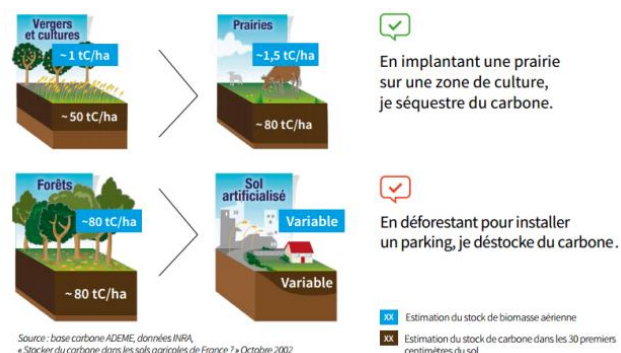 Vergers
et cultures
~1 tC/ha
~50 tC/ha
Prairies
~1,5 tC/ha
~80 tC/ha
En implantant une prairie
sur une zone de culture,
je séquestre du carbone.
Forêts
~80 tC/ha
~80 tC/ha
Sol
artificialisé
Variable
Variable
En déforestant pour installer
un parking, je déstocke du carbone.
XX Estimation du stock de biomasse aérienne
XX Estimation du stock de carbone dans les 30 premiers
centimètres du sol
Source : base carbone ADEME, données INRA,
« Stocker du carbone dans les sols agricoles de France ? » Octobre 2002